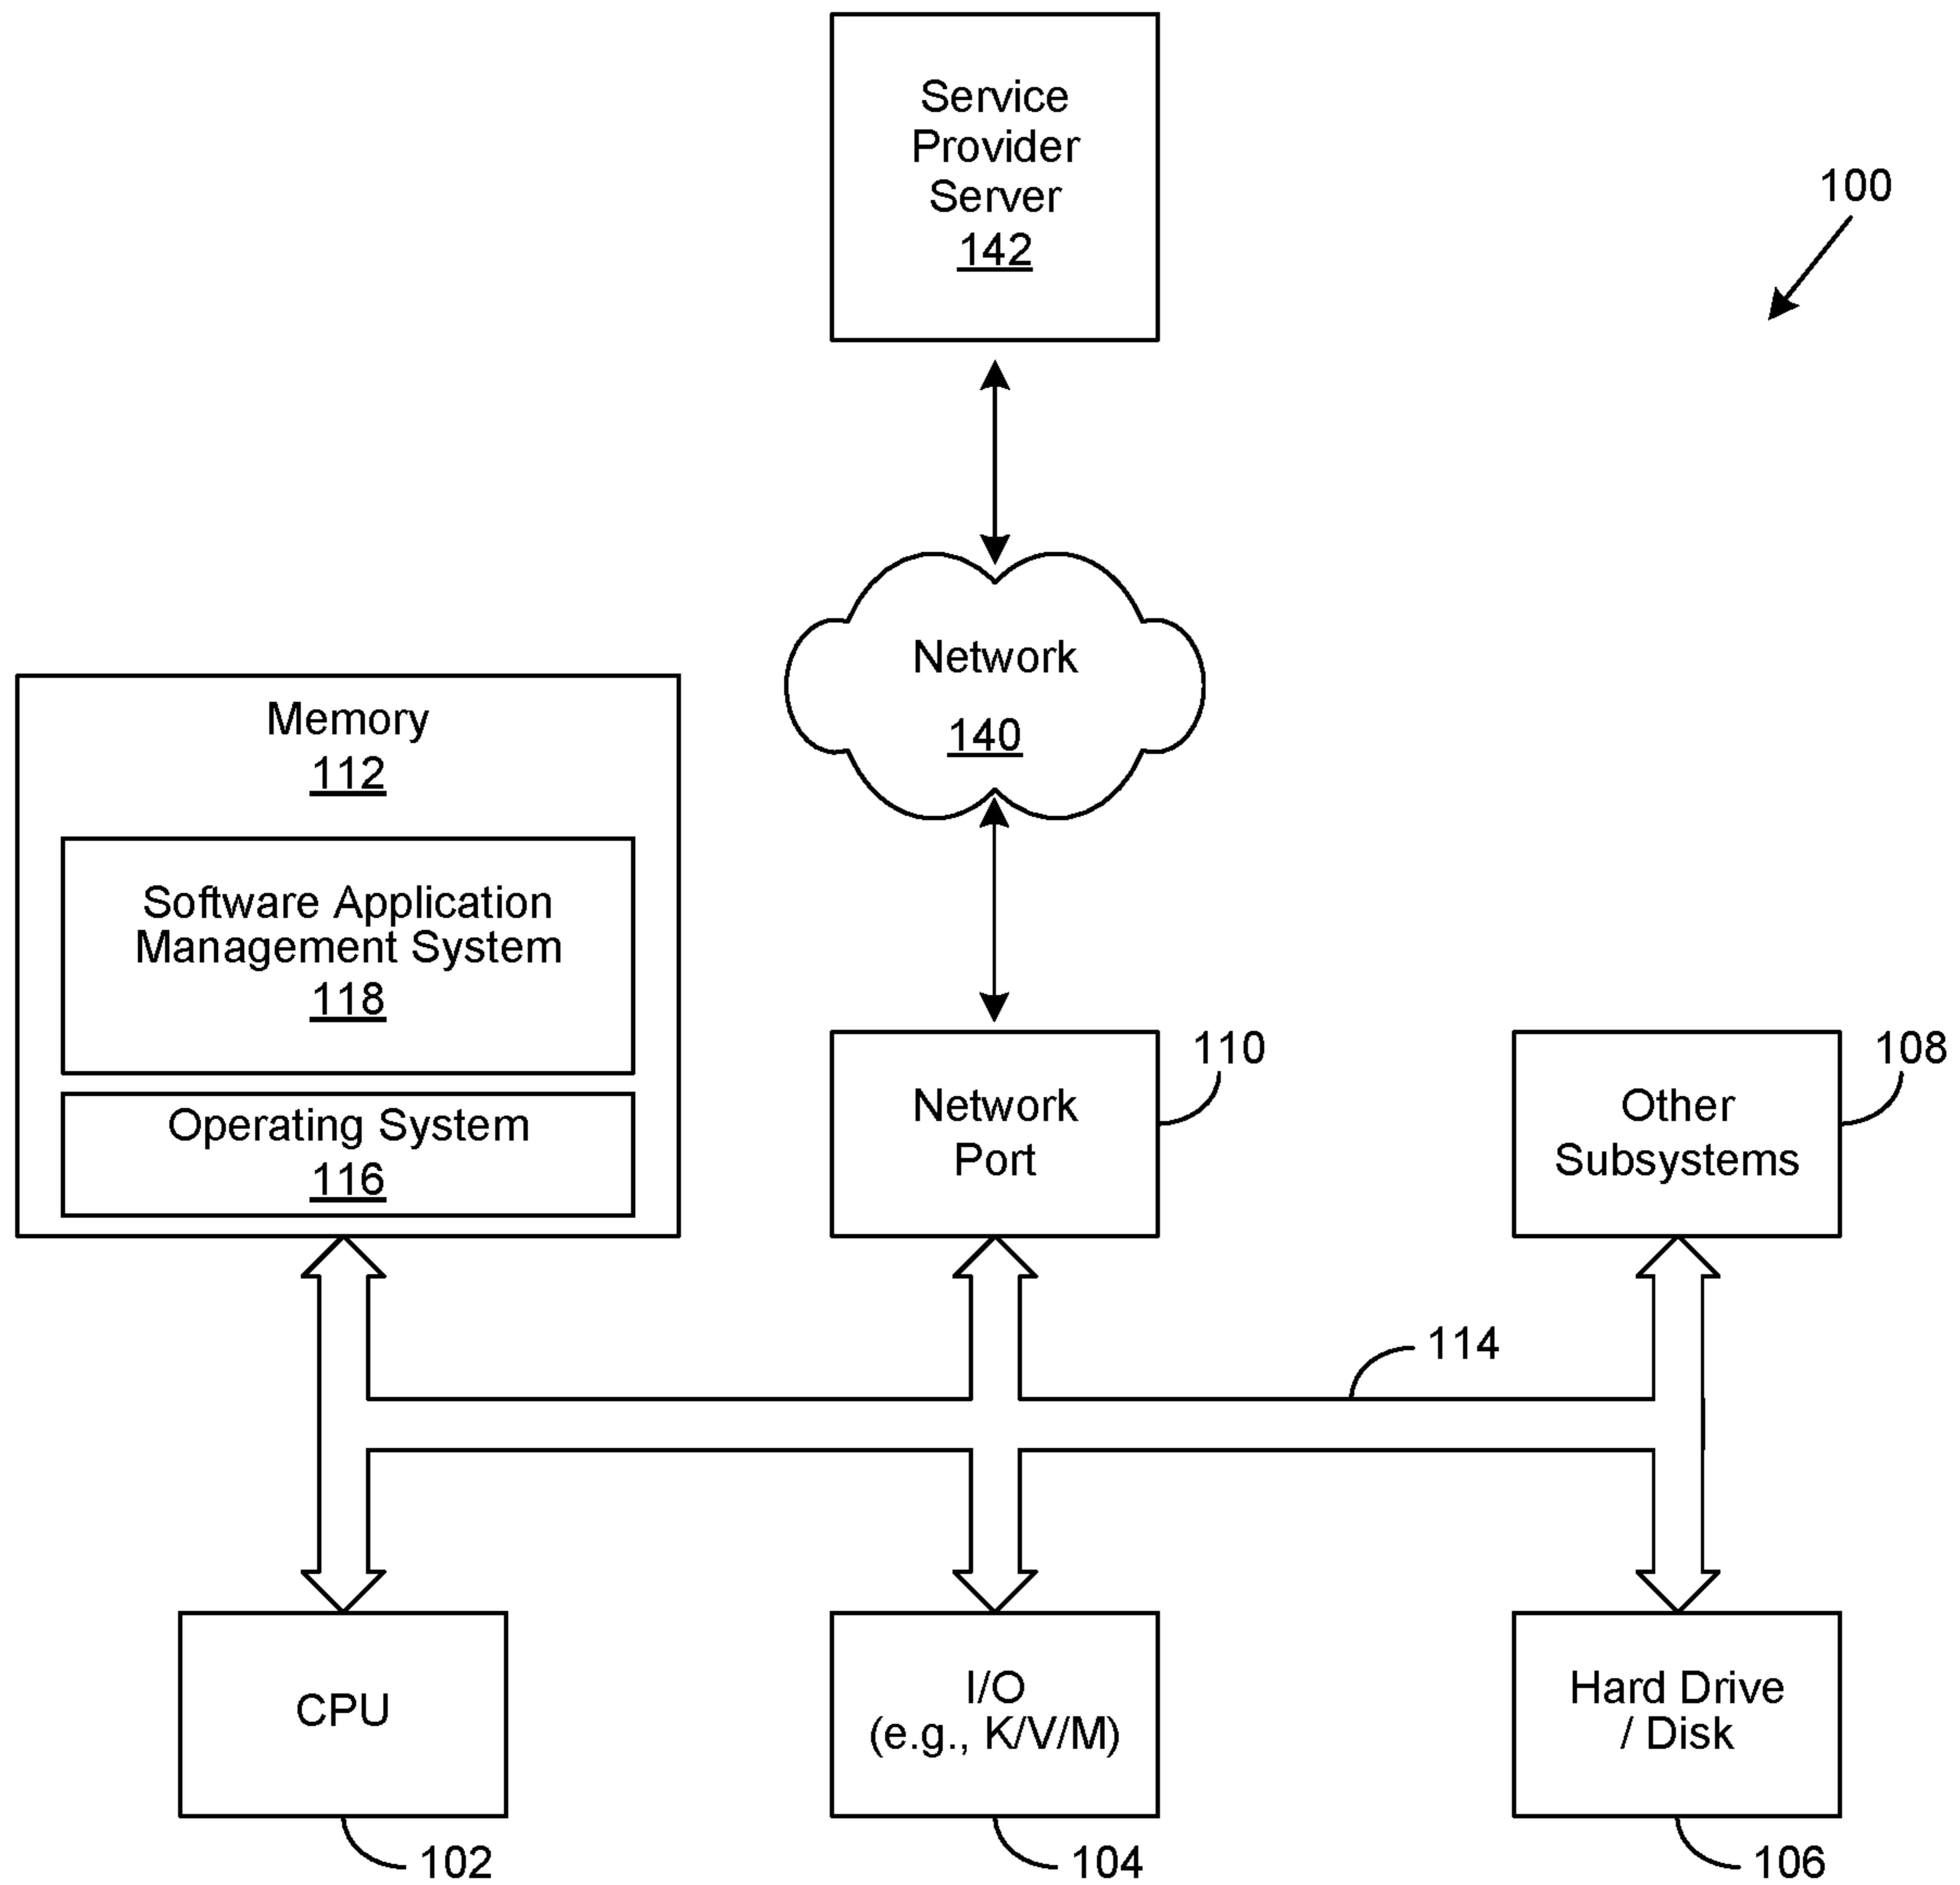 Service
Provider
Server
142
100
Network
140
Memory
112
Software Application
Management System
118
Operating System
116
Network
Port
110
Other
Subsystems
108
114
CPU
102
I/O
(e.g., K/V/M)
104
Hard Drive
/ Disk
106